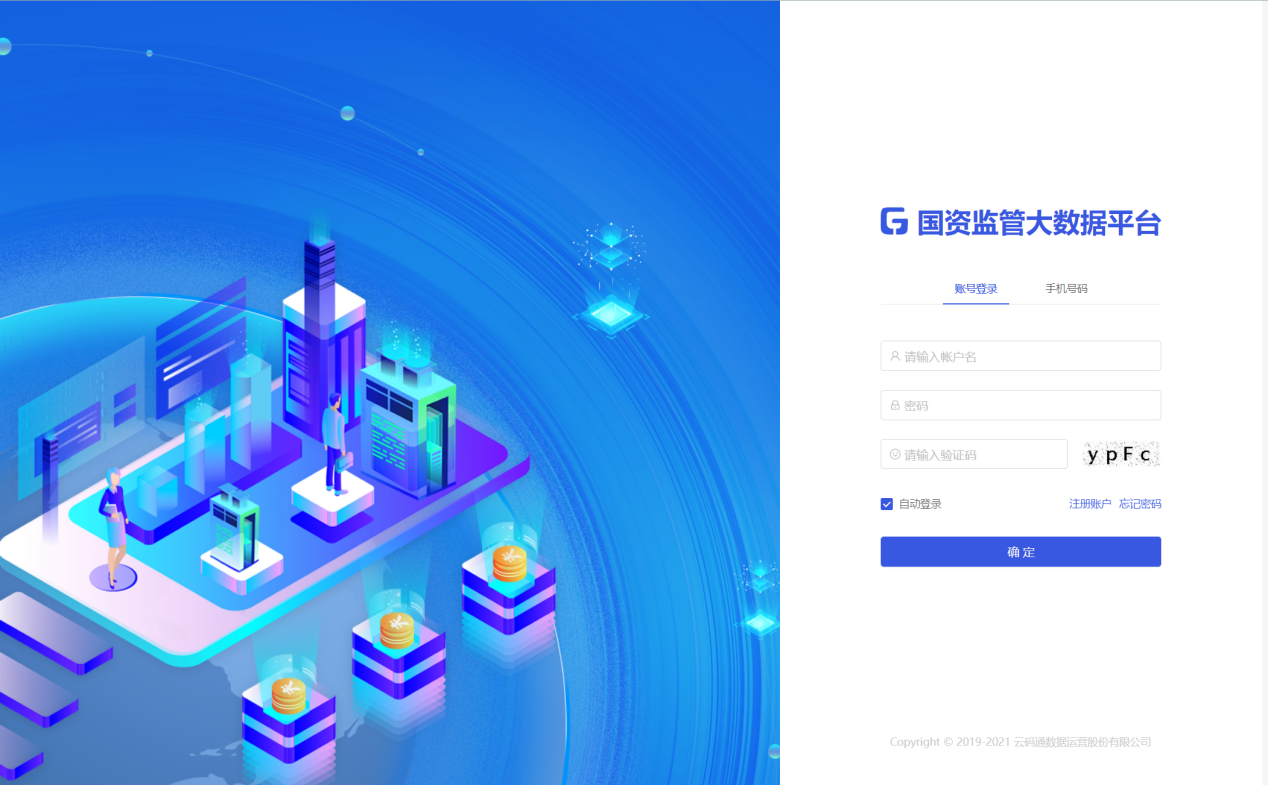 国资监管大数据平台
账号登录 手机号码
请输入帐户名
密码
请输入验证码 ypFc
自动登录 注册账户 忘记密码
确 定
Copyright © 2019-2021 云码通数据运营股份有限公司